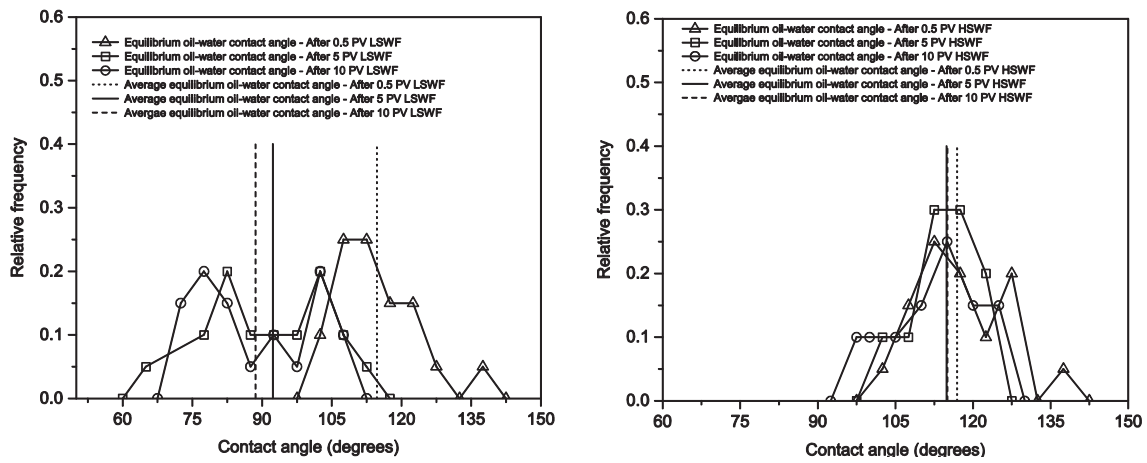 0.6
Equilibrium oil-water contact angle - After 0.5 PV LSWF
Equilibrium oil-water contact angle - After 5 PV LSWF
Equilibrium oil-water contact angle - After 10 PV LSWF
Average equilibrium oil-water contact angle - After 0.5 PV LSWF
Average equilibrium oil-water contact angle - After 5 PV LSWF
Avergae equilibrium oil-water contact angle - After 10 PV LSWF
0.5
0.4
0.3
0.2
0.1
0.0
Relative frequency
60 75 90 105 120 135 150
Contact angle (degrees)
0.6
Equilibrium oil-water contact angle - After 0.5 PV HSWF
Equilibrium oil-water contact angle - After 5 PV HSWF
Equilibrium oil-water contact angle - After 10 PV HSWF
Average equilibrium oil-water contact angle - After 0.5 PV HSWF
Average equilibrium oil-water contact angle - After 5 PV HSWF
Avergae equilibrium oil-water contact angle - After 10 PV HSWF
0.5
0.4
0.3
0.2
0.1
0.0
Relative frequency
60 75 90 105 120 135 150
Contact angle (degrees)